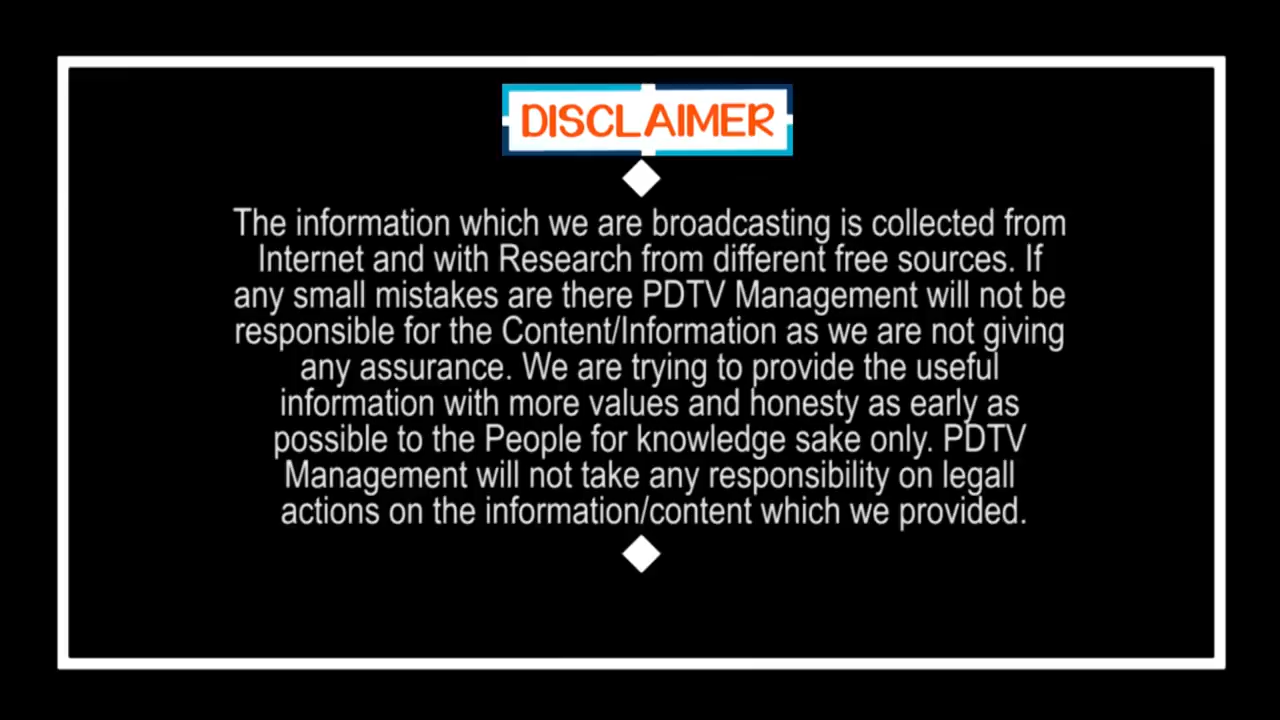 DISCLAIMER
The information which we are broadcasting is collected from
Internet and with Research from different free sources. If
any small mistakes are there PDTV Management will not be
responsible for the Content/Information as we are not giving
any assurance. We are trying to provide the useful
information with more values and honesty as early as
possible to the People for knowledge sake only. PDTV
Management will not take any responsibility on legall
actions on the information/content which we provided.